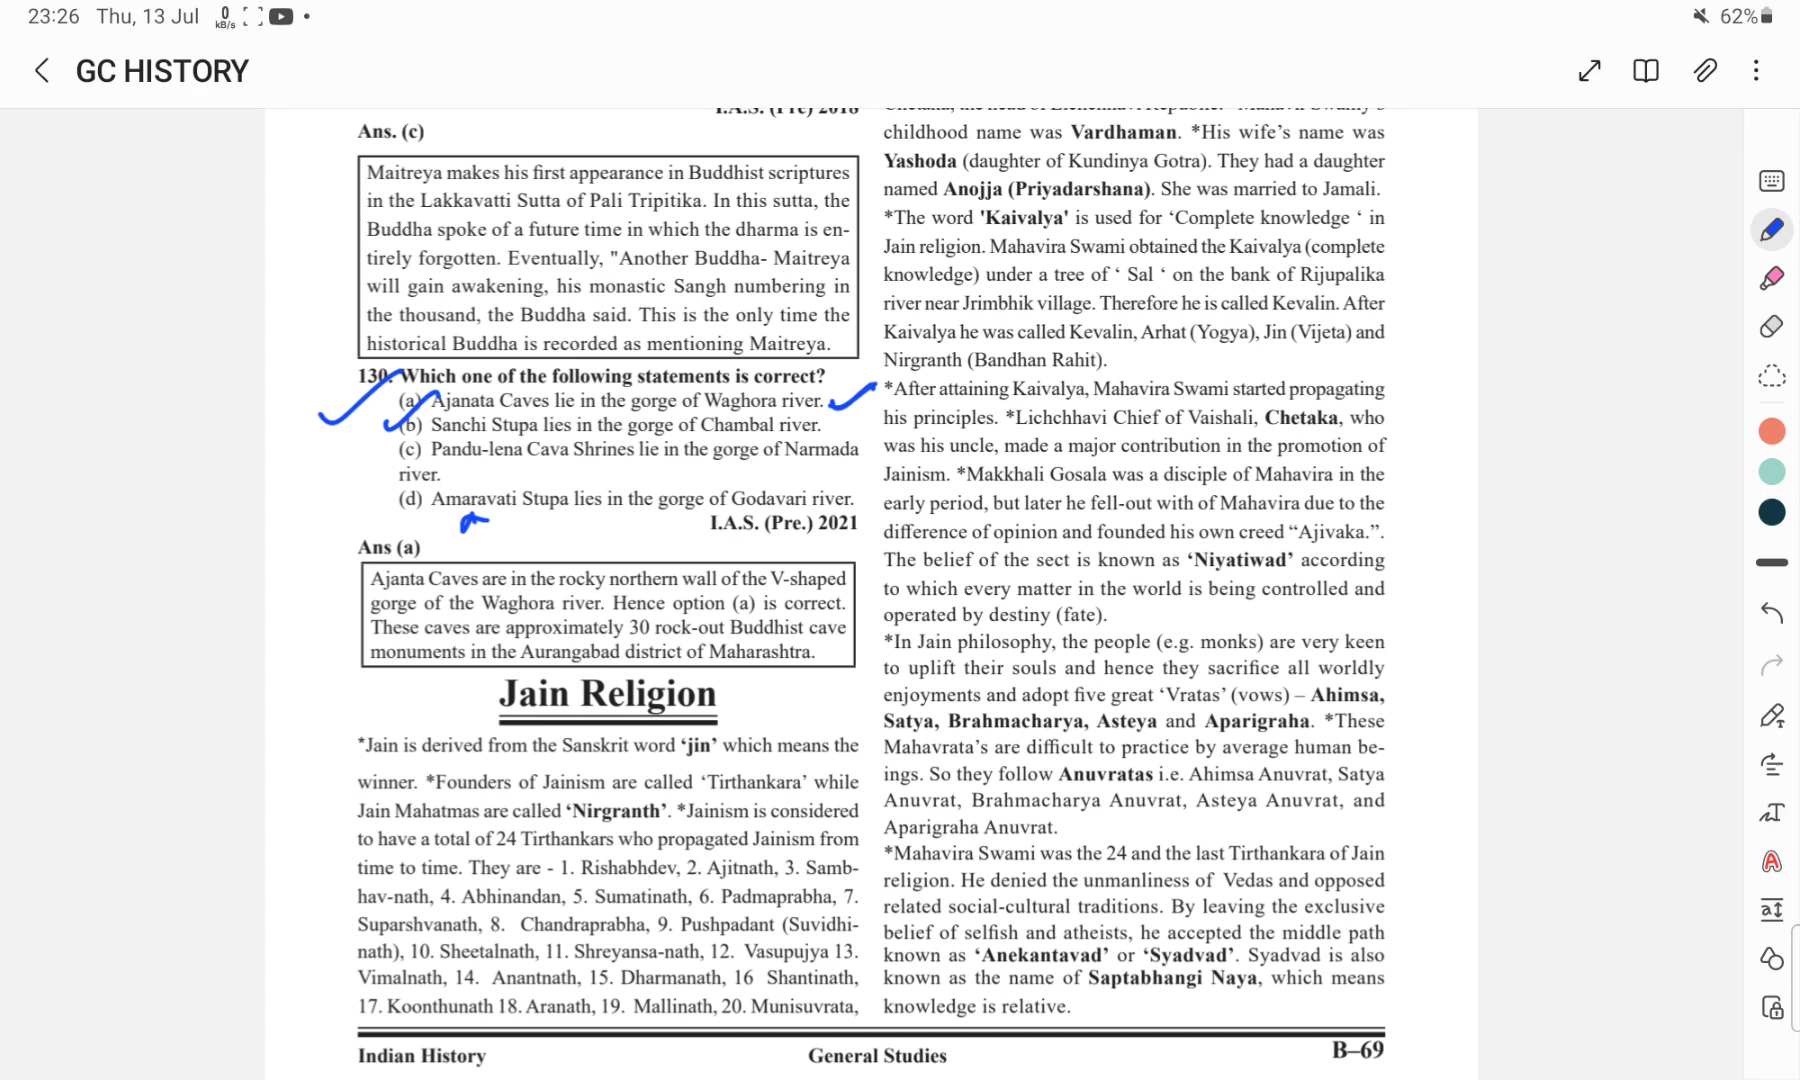 23:26 Thu, 13 Jul 0 kB/s
62%
GC HISTORY
I.A.S. (Pre) 2018
Ans. (c)
Maitreya makes his first appearance in Buddhist scriptures
in the Lakkavatti Sutta of Pali Tripitika. In this sutta, the
Buddha spoke of a future time in which the dharma is en-
tirely forgotten. Eventually, "Another Buddha- Maitreya
will gain awakening, his monastic Sangh numbering in
the thousand, the Buddha said. This is the only time the
historical Buddha is recorded as mentioning Maitreya.
130. Which one of the following statements is correct?
(a) Ajanata Caves lie in the gorge of Waghora river.
(b) Sanchi Stupa lies in the gorge of Chambal river.
(c) Pandu-lena Cava Shrines lie in the gorge of Narmada
river.
(d) Amaravati Stupa lies in the gorge of Godavari river.
I.A.S. (Pre.) 2021
Ans (a)
Ajanta Caves are in the rocky northern wall of the V-shaped
gorge of the Waghora river. Hence option (a) is correct.
These caves are approximately 30 rock-out Buddhist cave
monuments in the Aurangabad district of Maharashtra.
Jain Religion
*Jain is derived from the Sanskrit word ‘jin’ which means the
winner. *Founders of Jainism are called ‘Tirthankara’ while
Jain Mahatmas are called ‘Nirgranth’. *Jainism is considered
to have a total of 24 Tirthankars who propagated Jainism from
time to time. They are - 1. Rishabhdev, 2. Ajitnath, 3. Samb-
hav-nath, 4. Abhinandan, 5. Sumatinath, 6. Padmaprabha, 7.
Suparshvanath, 8. Chandraprabha, 9. Pushpadant (Suvidhi-
nath), 10. Sheetalnath, 11. Shreyansa-nath, 12. Vasupujya 13.
Vimalnath, 14. Anantnath, 15. Dharmanath, 16 Shantinath,
17. Koonthunath 18. Aranath, 19. Mallinath, 20. Munisuvrata,
childhood name was Vardhaman. *His wife’s name was
Yashoda (daughter of Kundinya Gotra). They had a daughter
named Anojja (Priyadarshana). She was married to Jamali.
*The word 'Kaivalya' is used for ‘Complete knowledge ‘ in
Jain religion. Mahavira Swami obtained the Kaivalya (complete
knowledge) under a tree of ‘ Sal ‘ on the bank of Rijupalika
river near Jrimbhik village. Therefore he is called Kevalin. After
Kaivalya he was called Kevalin, Arhat (Yogya), Jin (Vijeta) and
Nirgranth (Bandhan Rahit).
*After attaining Kaivalya, Mahavira Swami started propagating
his principles. *Lichchhavi Chief of Vaishali, Chetaka, who
was his uncle, made a major contribution in the promotion of
Jainism. *Makkhali Gosala was a disciple of Mahavira in the
early period, but later he fell-out with of Mahavira due to the
difference of opinion and founded his own creed “Ajivaka.”.
The belief of the sect is known as ‘Niyatiwad’ according
to which every matter in the world is being controlled and
operated by destiny (fate).
*In Jain philosophy, the people (e.g. monks) are very keen
to uplift their souls and hence they sacrifice all worldly
enjoyments and adopt five great ‘Vratas’ (vows) – Ahimsa,
Satya, Brahmacharya, Asteya and Aparigraha. *These
Mahavrata’s are difficult to practice by average human be-
ings. So they follow Anuvratas i.e. Ahimsa Anuvrat, Satya
Anuvrat, Brahmacharya Anuvrat, Asteya Anuvrat, and
Aparigraha Anuvrat.
*Mahavira Swami was the 24 and the last Tirthankara of Jain
religion. He denied the unmanliness of Vedas and opposed
related social-cultural traditions. By leaving the exclusive
belief of selfish and atheists, he accepted the middle path
known as ‘Anekantavad’ or ‘Syadvad’. Syadvad is also
known as the name of Saptabhangi Naya, which means
knowledge is relative.
Indian History
General Studies
B–69